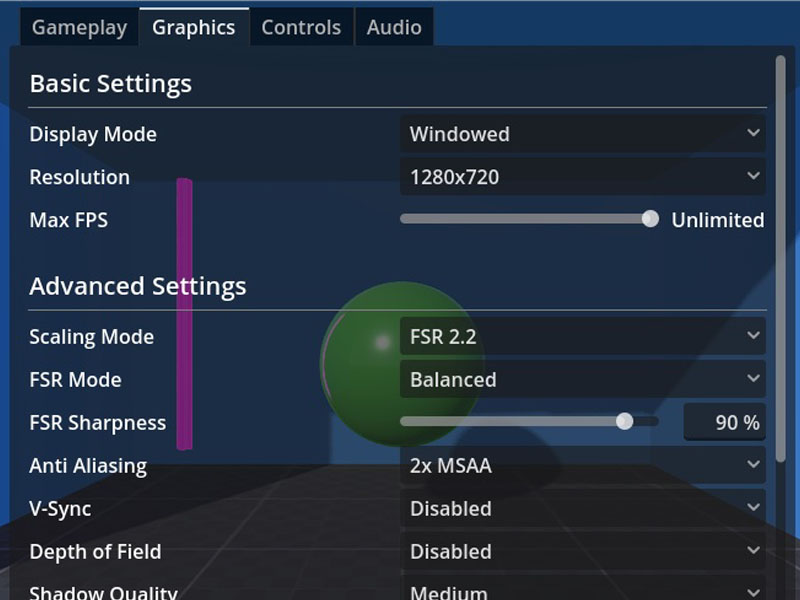 Gameplay Graphics Controls Audio
Basic Settings
Display Mode Windowed
Resolution 1280x720
Max FPS Unlimited
Advanced Settings
Scaling Mode FSR 2.2
FSR Mode Balanced
FSR Sharpness 90 %
Anti Aliasing 2x MSAA
V-Sync Disabled
Depth of Field Disabled
Shadow Quality Medium